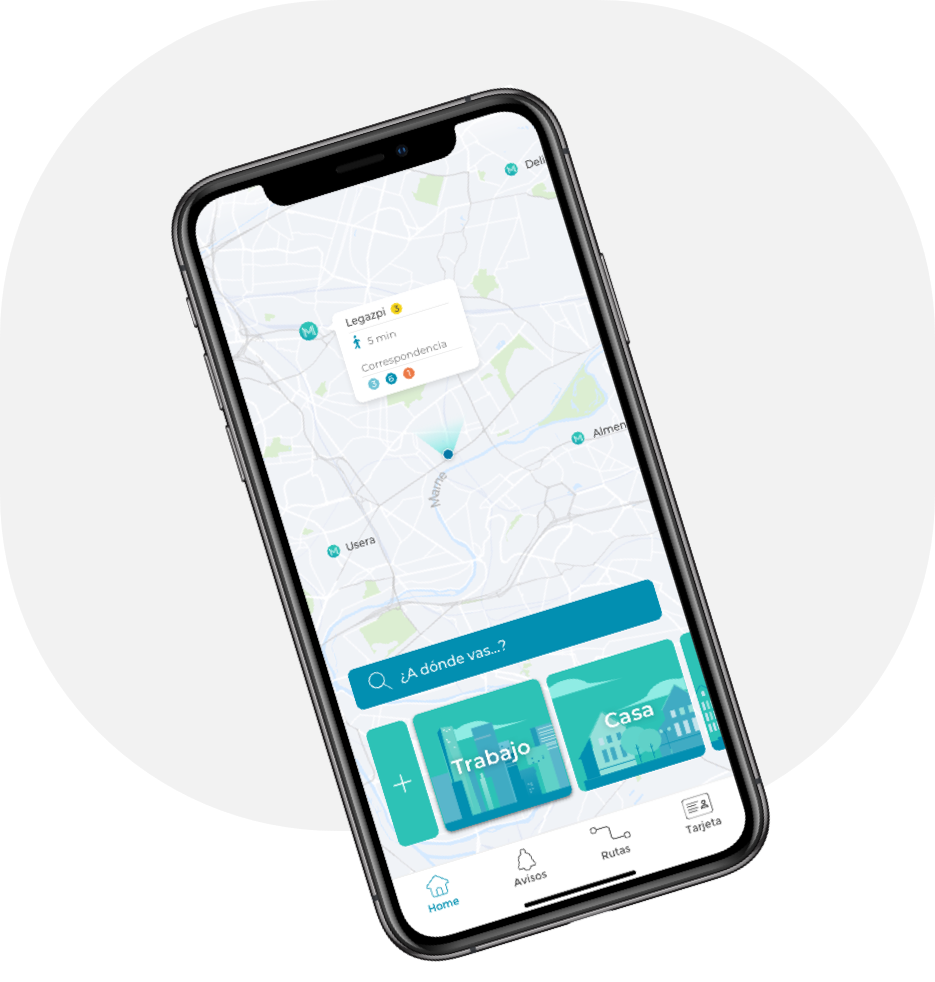 Deli
Legazpi 3
5 min
Correspondencia
3 6 1
Almen
Marne
Usera
¿A dónde vas...?
+
Trabajo
Casa
Home
Avisos
Rutas
Tarjeta